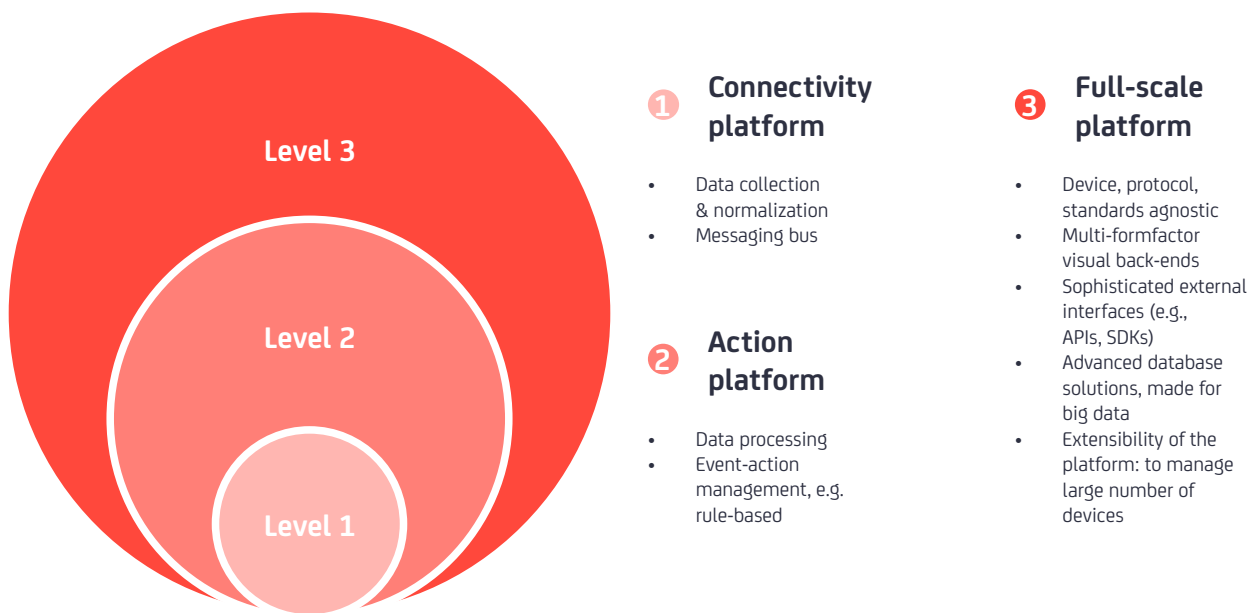 Level 3
Level 2
Level 1
1
Connectivity
platform
• Data collection
& normalization
• Messaging bus
2
Action
platform
• Data processing
• Event-action
management, e.g.
rule-based
3
Full-scale
platform
• Device, protocol,
standards agnostic
• Multi-formfactor
visual back-ends
• Sophisticated external
interfaces (e.g.,
APIs, SDKs)
• Advanced database
solutions, made for
big data
• Extensibility of the
platform: to manage
large number of
devices